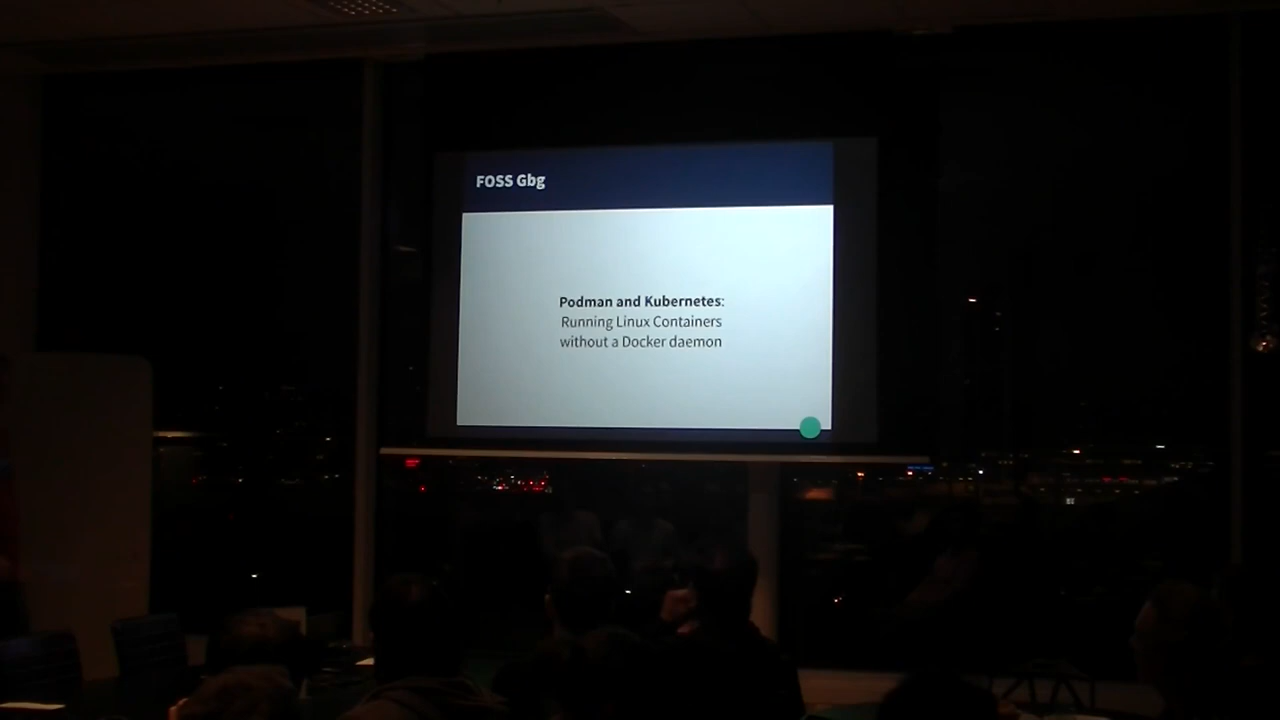 FOSS Gbg
Podman and Kubernetes:
Running Linux Containers
without a Docker daemon